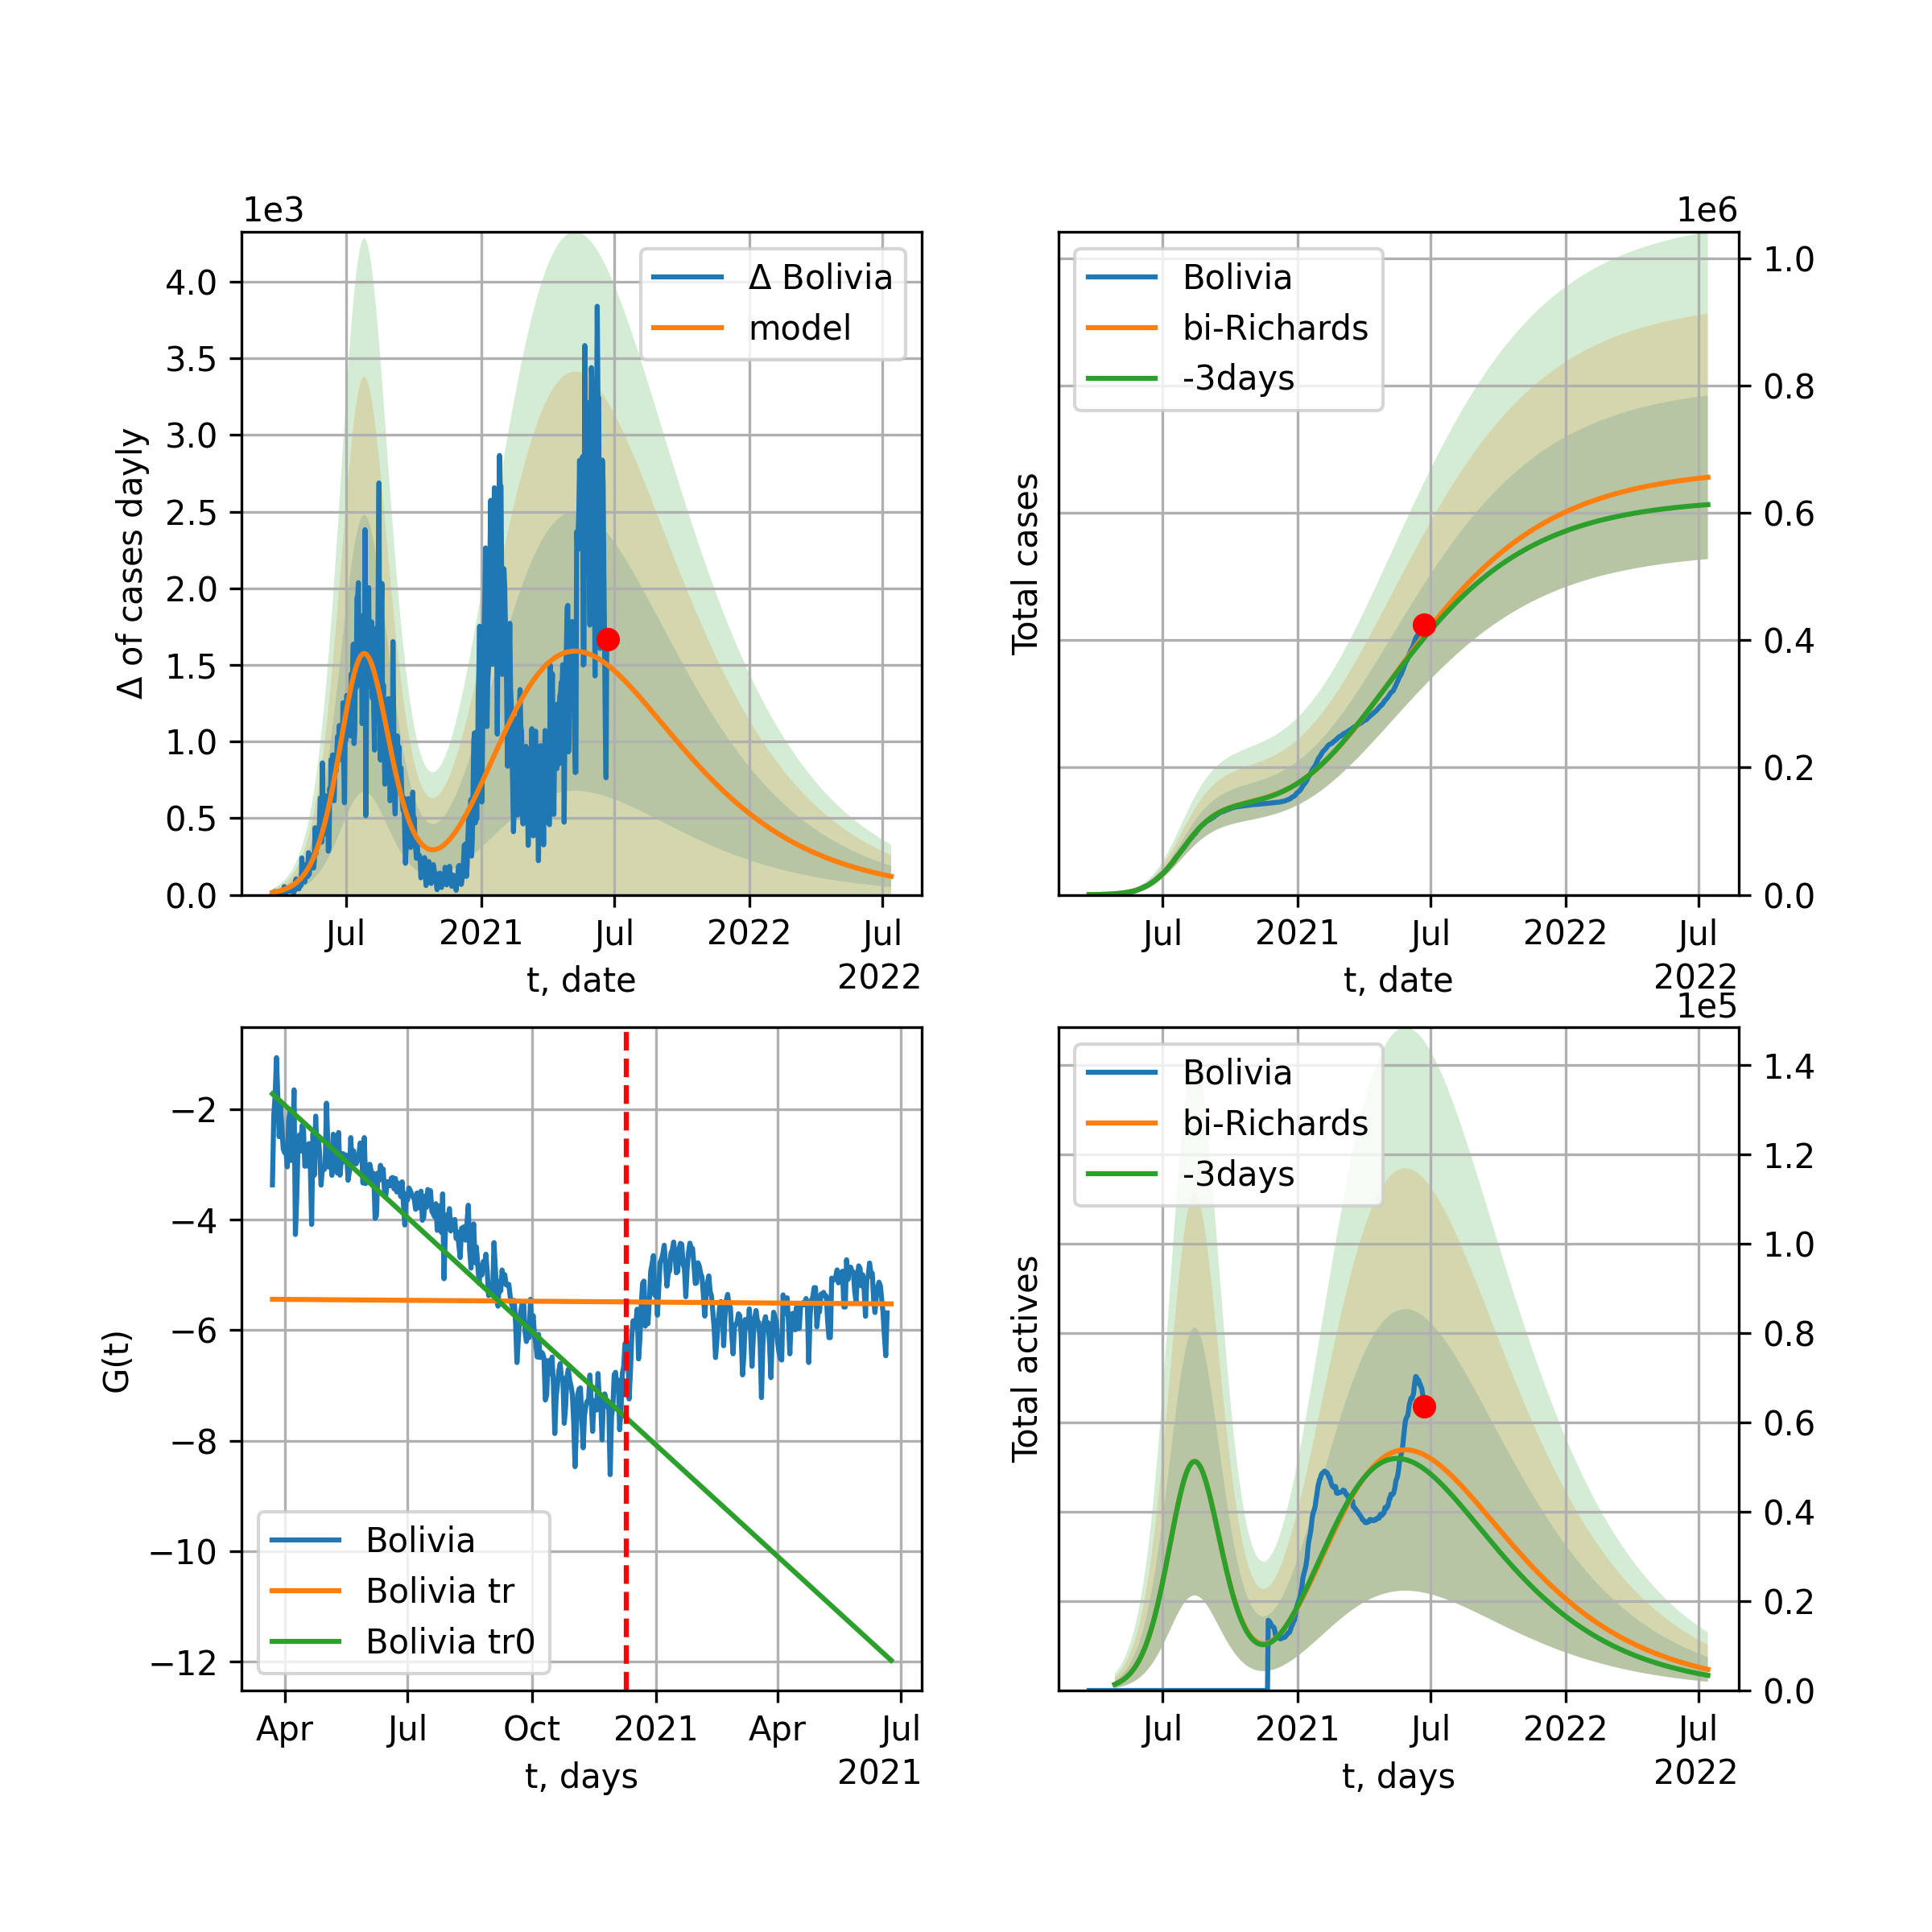 1e3
4.0
3.5
3.0
2.5
2.0
1.5
1.0
0.5
0.0
Δ of cases dayly
Δ Bolivia
model
Jul 2021 Jul 2022 Jul
2022
t, date
1e6
Bolivia
bi-Richards
-3days
Total cases
1.0
0.8
0.6
0.4
0.2
0.0
Jul 2021 Jul 2022 Jul
2022
t, date
−2
−4
−6
−8
−10
−12
G(t)
Bolivia
Bolivia tr
Bolivia tr0
Apr Jul Oct 2021 Apr Jul
2021
t, days
1e5
Bolivia
bi-Richards
-3days
Total actives
1.4
1.2
1.0
0.8
0.6
0.4
0.2
0.0
Jul 2021 Jul 2022 Jul
2022
t, days